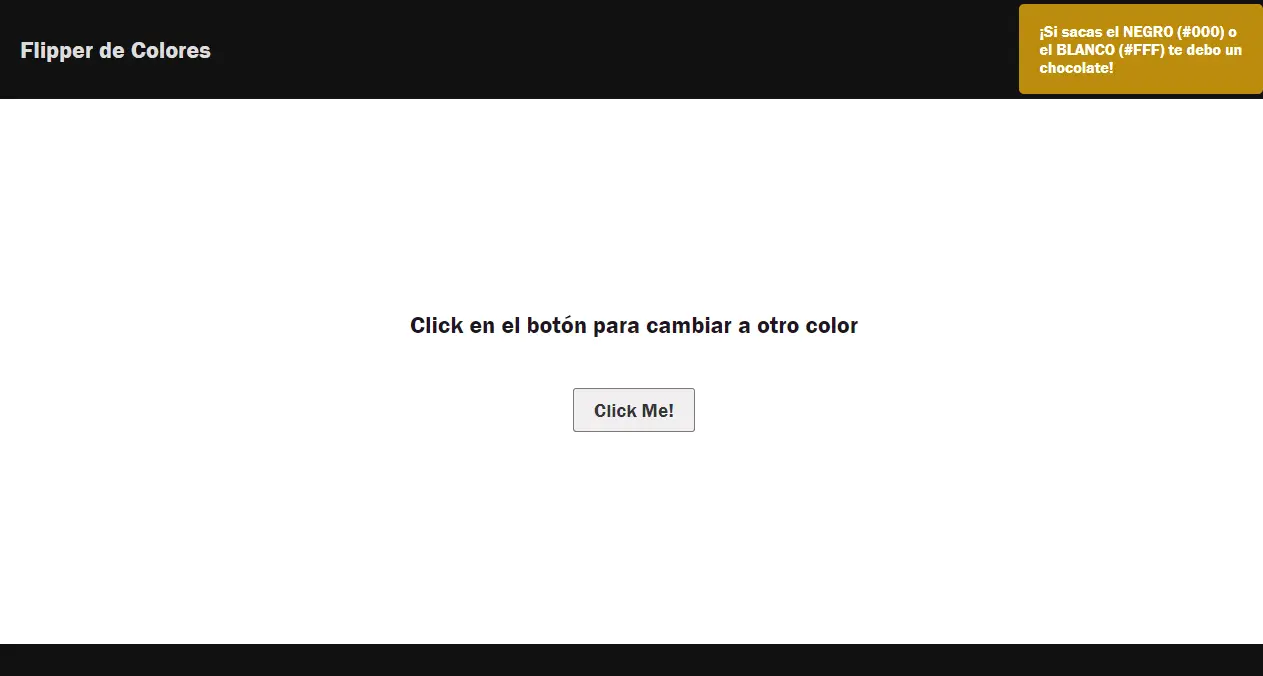 Flipper de Colores
¡Si sacas el NEGRO (#000) o
el BLANCO (#FFF) te debo un
chocolate!
Click en el botón para cambiar a otro color
Click Me!